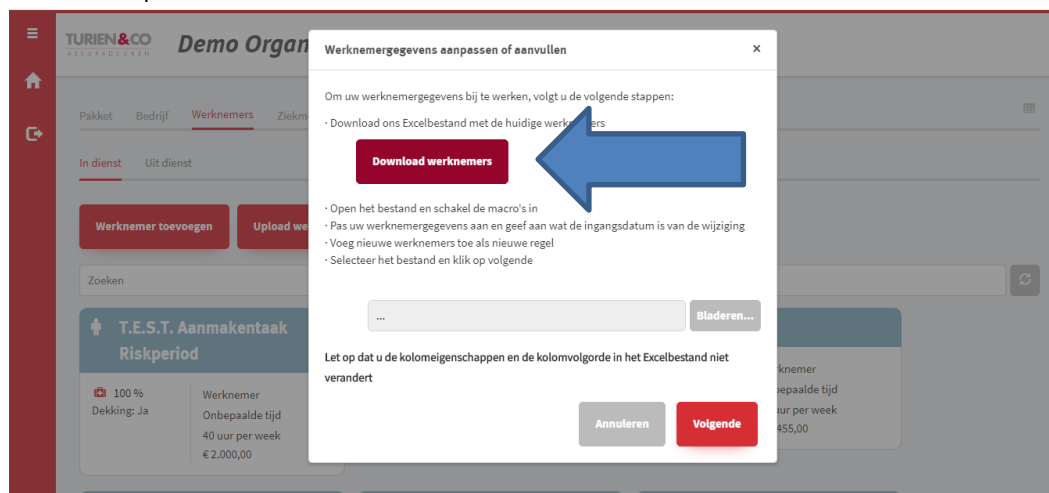 TURIEN&CO
ASSURADEUREN
Demo Organ
Werknemergegevens aanpassen of aanvullen
×
Pakket Bedrijf Werknemers Ziekm
In dienst Uit dienst
Werknemer toevoegen Upload we
Zoeken
T.E.S.T. Aanmakentaak
Riskperiod
100 %
Dekking: Ja
Werknemer
Onbepaalde tijd
40 uur per week
€ 2.000,00
Om uw werknemergegevens bij te werken, volgt u de volgende stappen:
· Download ons Excelbestand met de huidige werknemers
Download werknemers
· Open het bestand en schakel de macro's in
· Pas uw werknemergegevens aan en geef aan wat de ingangsdatum is van de wijziging
· Voeg nieuwe werknemers toe als nieuwe regel
· Selecteer het bestand en klik op volgende
... Bladeren...
Let op dat u de kolomeigenschappen en de kolomvolgorde in het Excelbestand niet
verandert
Annuleren Volgende
rknemer
epaalde tijd
ur per week
455,00